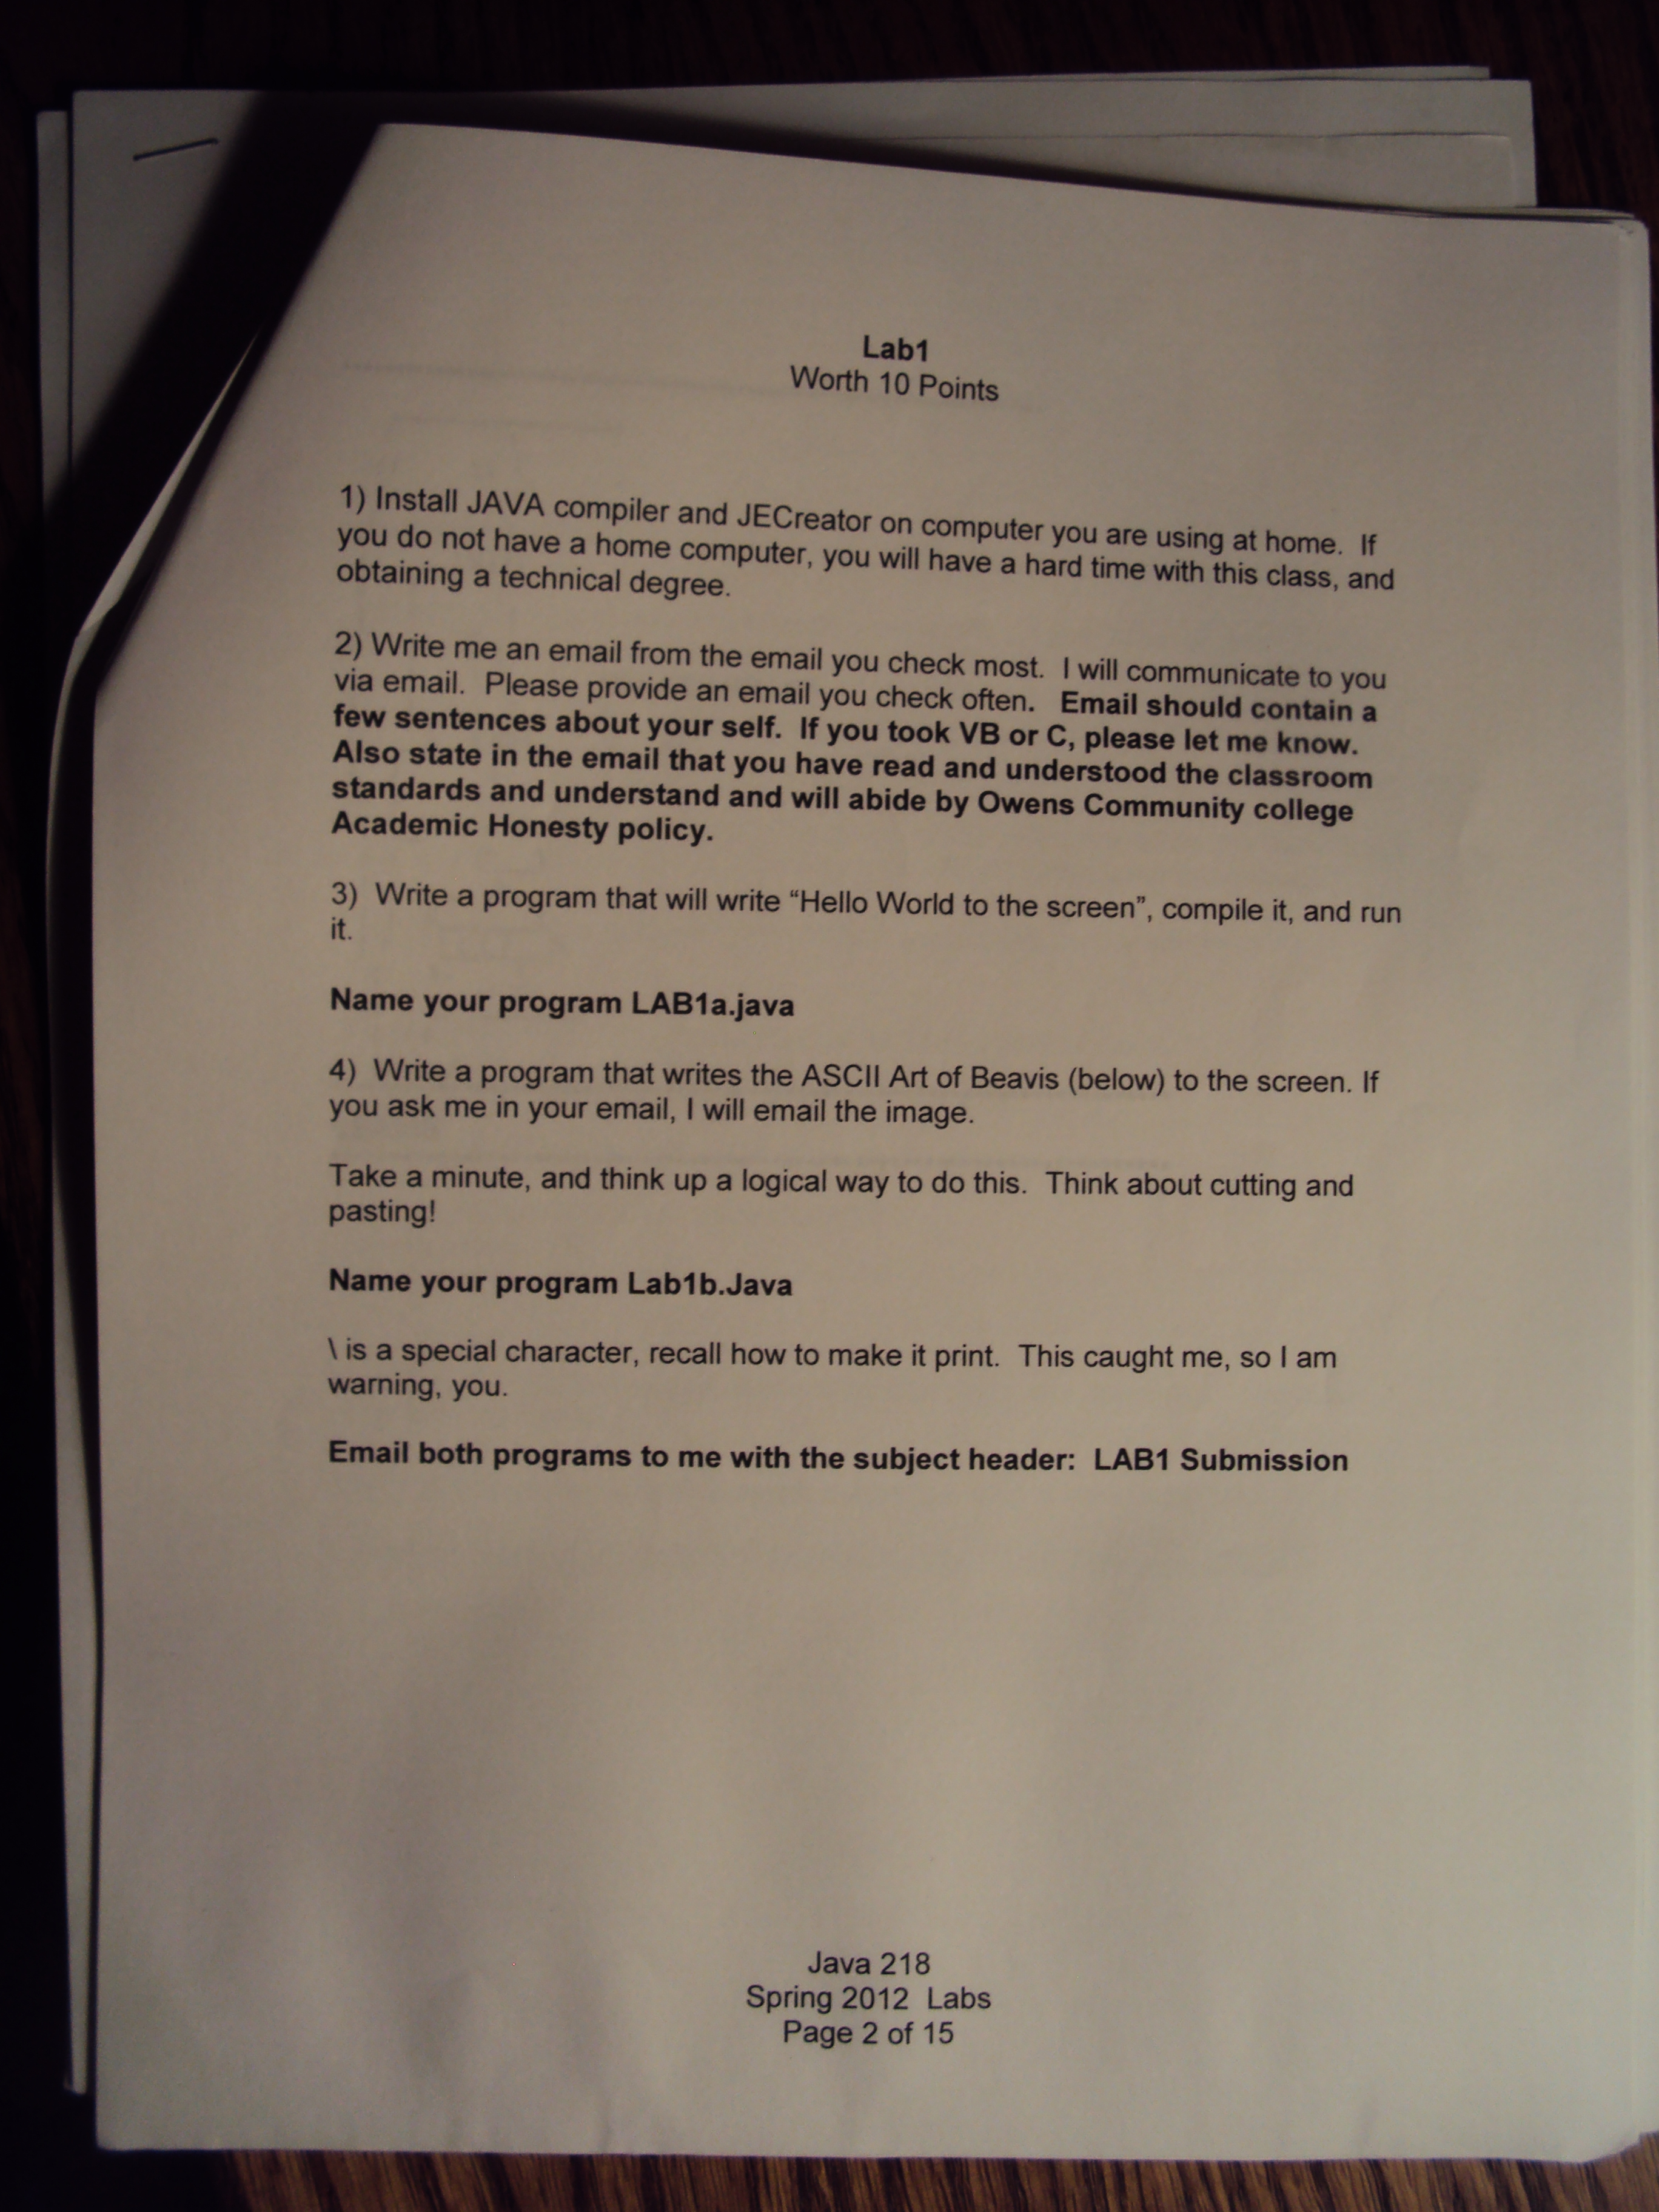 Lab1
Worth 10 Points
1) Install JAVA compiler and JECreator on computer you are using at home.  If
you do not have a home computer, you will have a hard time with this class, and
obtaining a technical degree.
2) Write me an email from the email you check most.  I will communicate to you
via email.  Please provide an email you check often.  Email should contain a
few sentences about your self.  If you took VB or C, please let me know.
Also state in the email that you have read and understood the classroom
standards and understand and will abide by Owens Community college
Academic Honesty policy.
3)  Write a program that will write “Hello World to the screen”, compile it, and run
it.
Name your program LAB1a.java
4)  Write a program that writes the ASCII Art of Beavis (below) to the screen. If
you ask me in your email, I will email the image.
Take a minute, and think up a logical way to do this.  Think about cutting and
pasting!
Name your program Lab1b.Java
\ is a special character, recall how to make it print.  This caught me, so I am
warning, you.
Email both programs to me with the subject header:  LAB1 Submission
Java 218
Spring 2012  Labs
Page 2 of 15